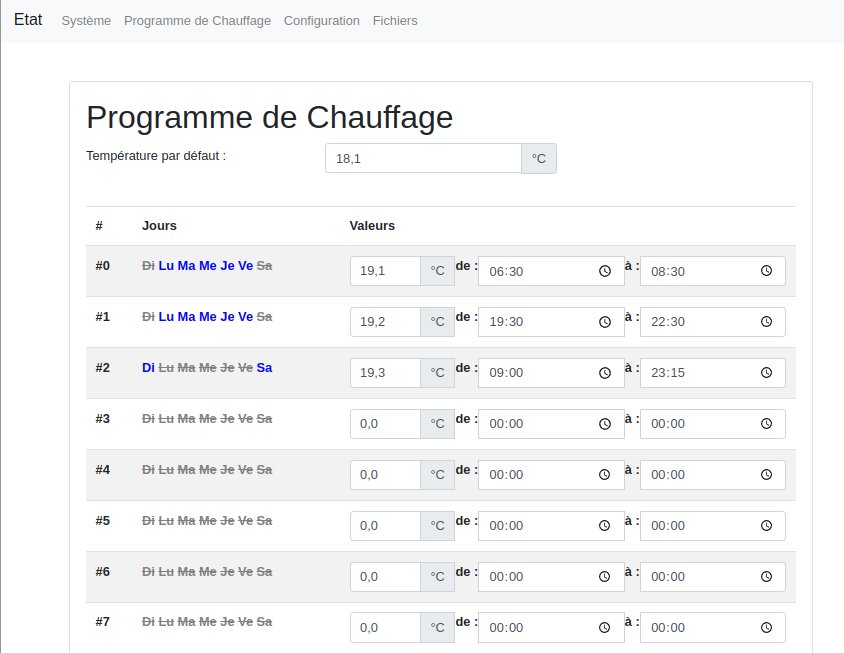 Etat Système Programme de Chauffage Configuration Fichiers
Programme de Chauffage
Température par défaut : 18,1 °C
# Jours Valeurs
#0 Di Lu Ma Me Je Ve Sa 19,1 °C de : 06:30 à : 08:30
#1 Di Lu Ma Me Je Ve Sa 19,2 °C de : 19:30 à : 22:30
#2 Di Lu Ma Me Je Ve Sa 19,3 °C de : 09:00 à : 23:15
#3 Di Lu Ma Me Je Ve Sa 0,0 °C de : 00:00 à : 00:00
#4 Di Lu Ma Me Je Ve Sa 0,0 °C de : 00:00 à : 00:00
#5 Di Lu Ma Me Je Ve Sa 0,0 °C de : 00:00 à : 00:00
#6 Di Lu Ma Me Je Ve Sa 0,0 °C de : 00:00 à : 00:00
#7 Di Lu Ma Me Je Ve Sa 0,0 °C de : 00:00 à : 00:00